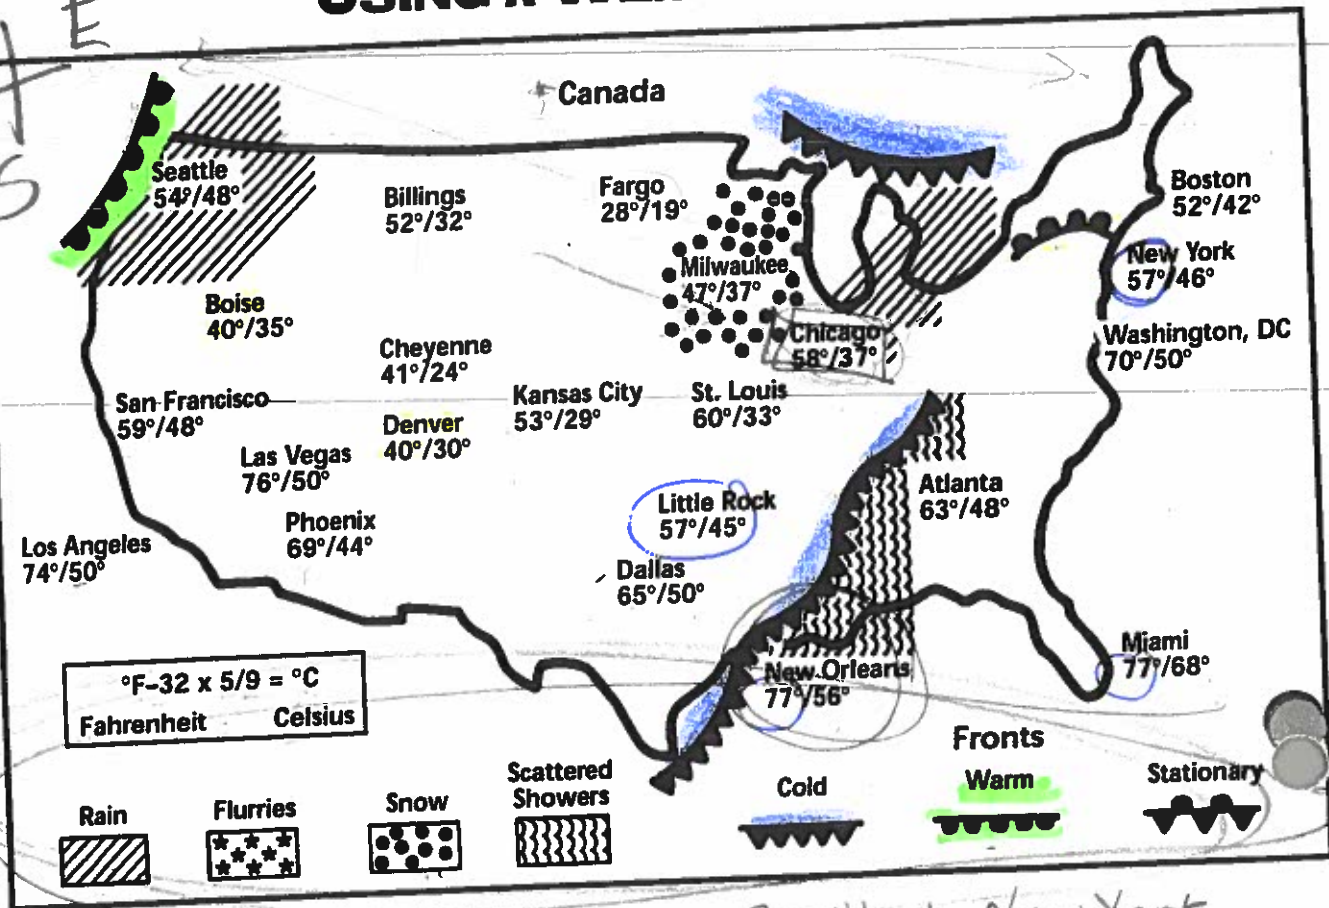 E
S
Canada
Seattle
54°/48°
Billings
52°/32°
Fargo
28°/19°
Boston
52°/42°
Milwaukee
47°/37°
New York
57°/46°
Boise
40°/35°
Chicago
58°/37°
Washington, DC
70°/50°
Cheyenne
41°/24°
San Francisco
59°/48°
Kansas City
53°/29°
St. Louis
60°/33°
Denver
40°/30°
Las Vegas
76°/50°
Little Rock
57°/45°
Atlanta
63°/48°
Phoenix
69°/44°
Los Angeles
74°/50°
Dallas
65°/50°
Miami
77°/68°
New Orleans
77°/56°
°F-32 x 5/9 = °C
Fahrenheit Celsius
Fronts
Rain
Flurries
Snow
Scattered
Showers
Cold
Warm
Stationary
New York